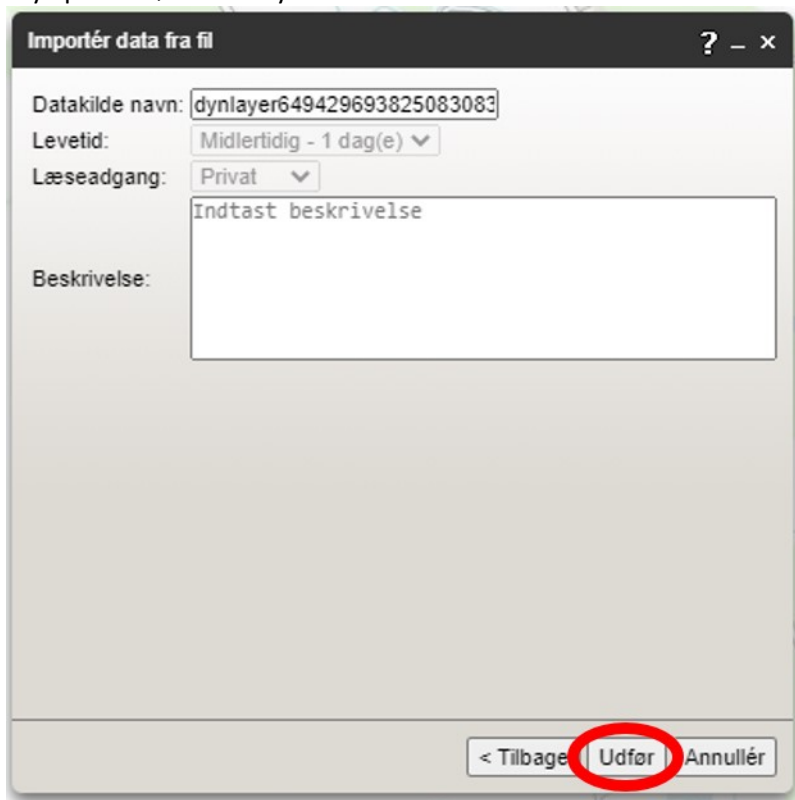 Importér data fra fil ? – ×
Datakilde navn: dynlayer649429693825083083
Levetid: Midlertidig - 1 dag(e)
Læseadgang: Privat
Indtast beskrivelse
Beskrivelse:
< Tilbage Udfør Annullér